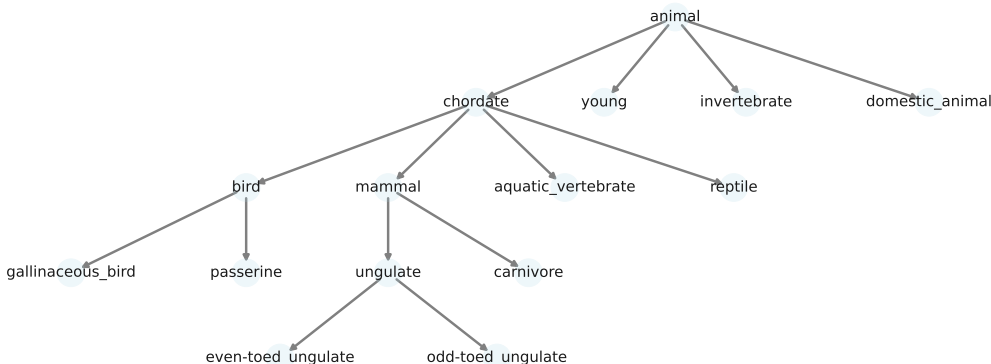 animal
chordate
young
invertebrate
domestic_animal
bird
mammal
aquatic_vertebrate
reptile
gallinaceous_bird
passerine
ungulate
carnivore
even-toed_ungulate
odd-toed_ungulate